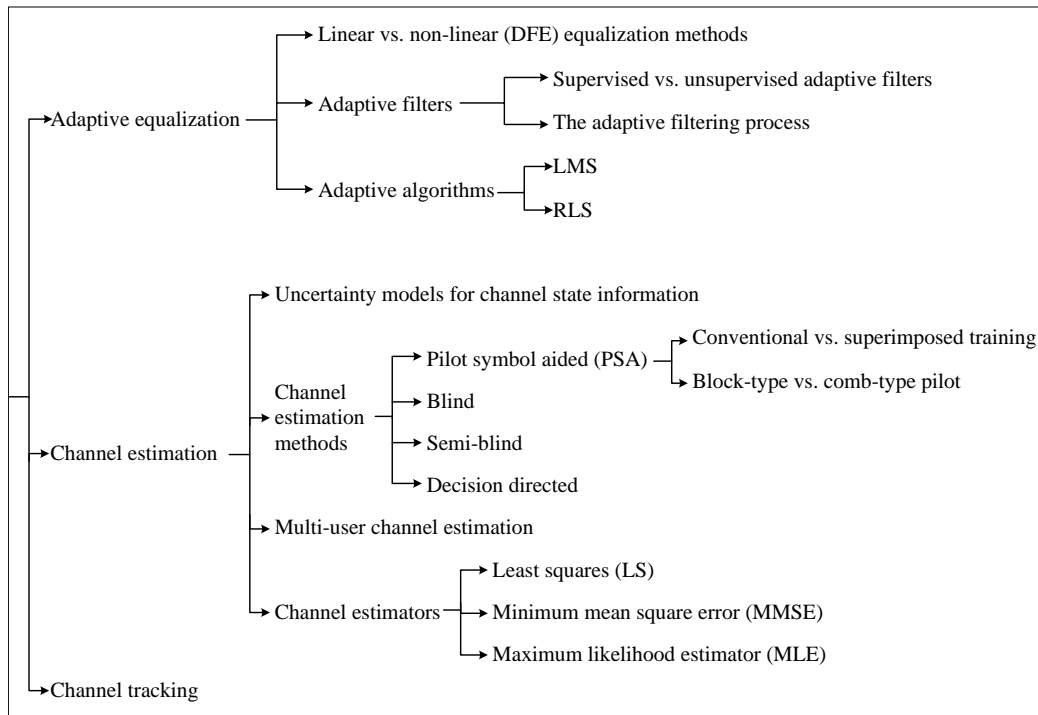 Linear vs. non-linear (DFE) equalization methods
Supervised vs. unsupervised adaptive filters
Adaptive filters
Adaptive equalization
The adaptive filtering process
LMS
Adaptive algorithms
RLS
Uncertainty models for channel state information
Conventional vs. superimposed training
Pilot symbol aided (PSA)
Block-type vs. comb-type pilot
Channel
estimation
methods
Blind
Semi-blind
Channel estimation
Decision directed
Multi-user channel estimation
Least squares (LS)
Channel estimators
Minimum mean square error (MMSE)
Maximum likelihood estimator (MLE)
Channel tracking